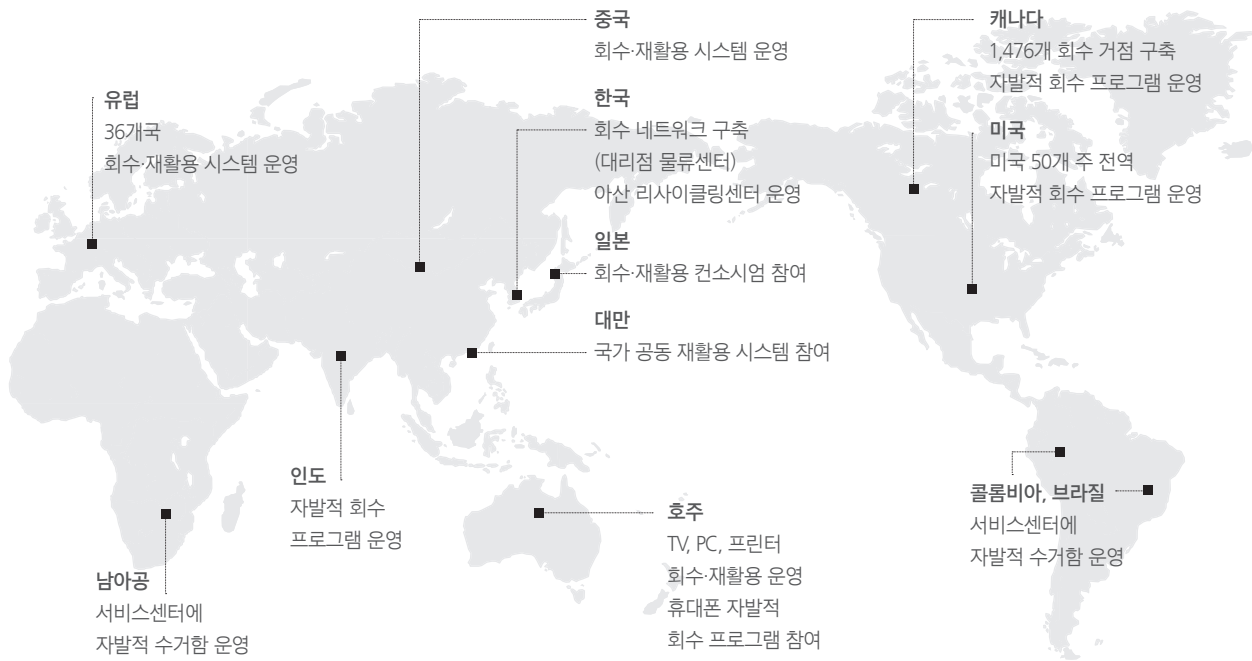 유럽
36개국
회수·재활용 시스템 운영
중국
회수·재활용 시스템 운영
한국
회수 네트워크 구축
(대리점 물류센터)
아산 리사이클링센터 운영
일본
회수·재활용 컨소시엄 참여
대만
국가 공동 재활용 시스템 참여
캐나다
1,476개 회수 거점 구축
자발적 회수 프로그램 운영
미국
미국 50개 주 전역
자발적 회수 프로그램 운영
인도
자발적 회수
프로그램 운영
남아공
서비스센터에
자발적 수거함 운영
호주
TV, PC, 프린터
회수·재활용 운영
휴대폰 자발적
회수 프로그램 참여
콜롬비아, 브라질
서비스센터에
자발적 수거함 운영